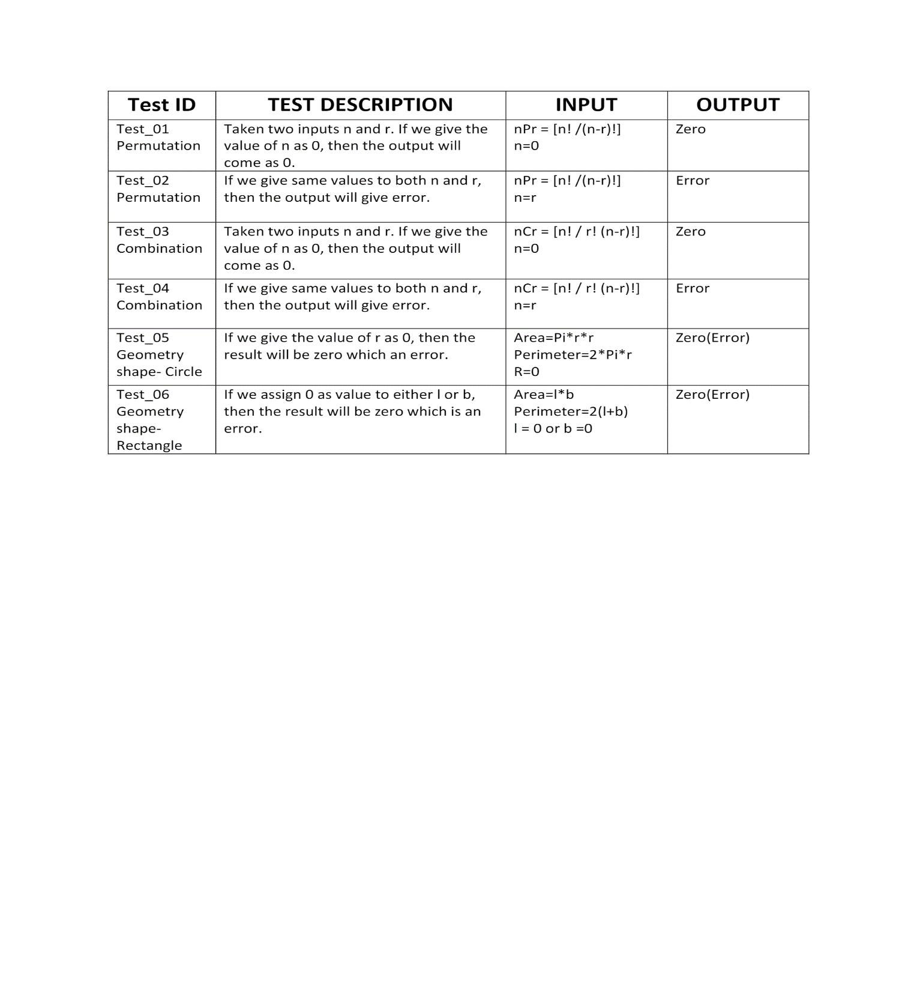 Test ID TEST DESCRIPTION INPUT OUTPUT
Test_01 Taken two inputs n and r. If we give the nPr = [n! /(n-r)!] Zero
Permutation value of n as 0, then the output will n=0
come as 0.
Test_02 If we give same values to both n and r, nPr = [n! /(n-r)!] Error
Permutation then the output will give error. n=r
Test_03 Taken two inputs n and r. If we give the nCr = [n! / r! (n-r)!] Zero
Combination value of n as 0, then the output will n=0
come as 0.
Test_04 If we give same values to both n and r, nCr = [n! / r! (n-r)!] Error
Combination then the output will give error. n=r
Test_05 If we give the value of r as 0, then the Area=Pi*r*r Zero(Error)
Geometry result will be zero which an error. Perimeter=2*Pi*r
shape- Circle R=0
Test_06 If we assign 0 as value to either l or b, Area=l*b Zero(Error)
Geometry then the result will be zero which is an Perimeter=2(l+b)
shape- error. l = 0 or b =0
Rectangle